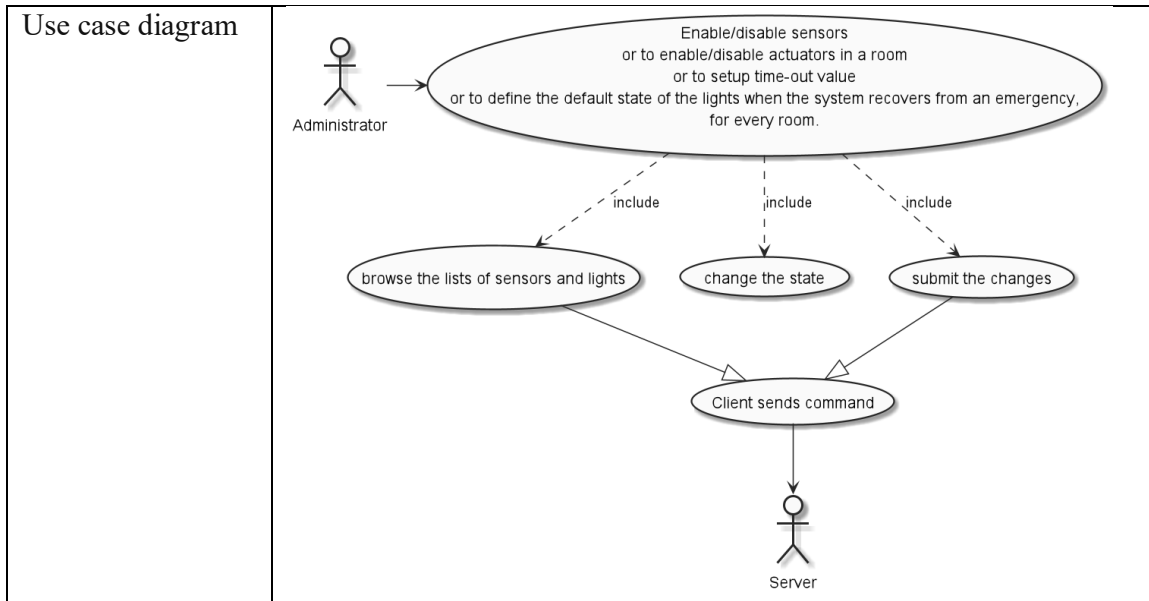 Use case diagram
Enable/disable sensors
or to enable/disable actuators in a room
or to setup time-out value
or to define the default state of the lights when the system recovers from an emergency,
for every room.
Administrator
include
include
include
browse the lists of sensors and lights
change the state
submit the changes
Client sends command
Server